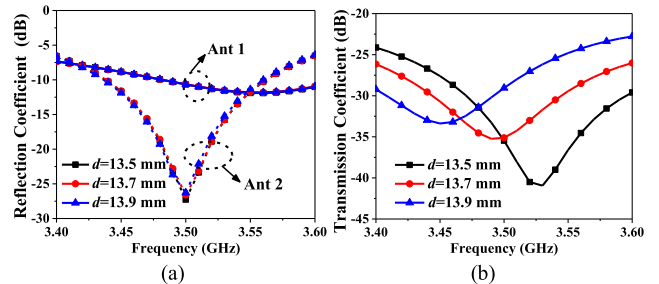 0
-5
-10
-15
-20
-25
-30
Reflection Coefficient (dB)
Ant 1
Ant 2
d=13.5 mm
d=13.7 mm
d=13.9 mm
3.40 3.45 3.50 3.55 3.60
Frequency (GHz)
(a)
-15
-20
-25
-30
-35
-40
-45
Transmission Coefficient (dB)
d=13.5 mm
d=13.7 mm
d=13.9 mm
3.40 3.45 3.50 3.55 3.60
Frequency (GHz)
(b)